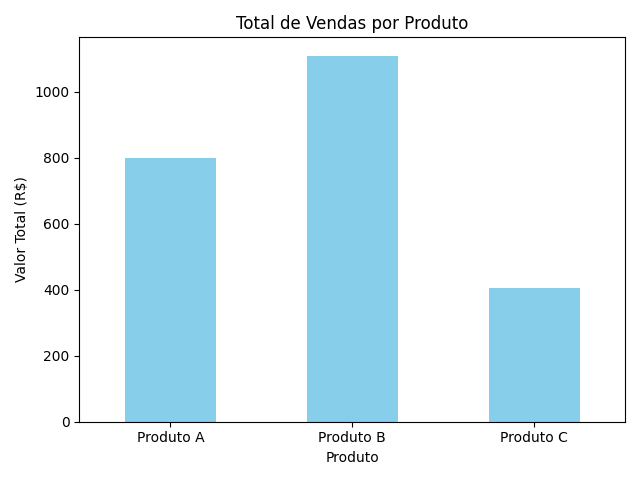 Total de Vendas por Produto
Valor Total (R$)
1000
800
600
400
200
0
Produto A
Produto B
Produto C
Produto